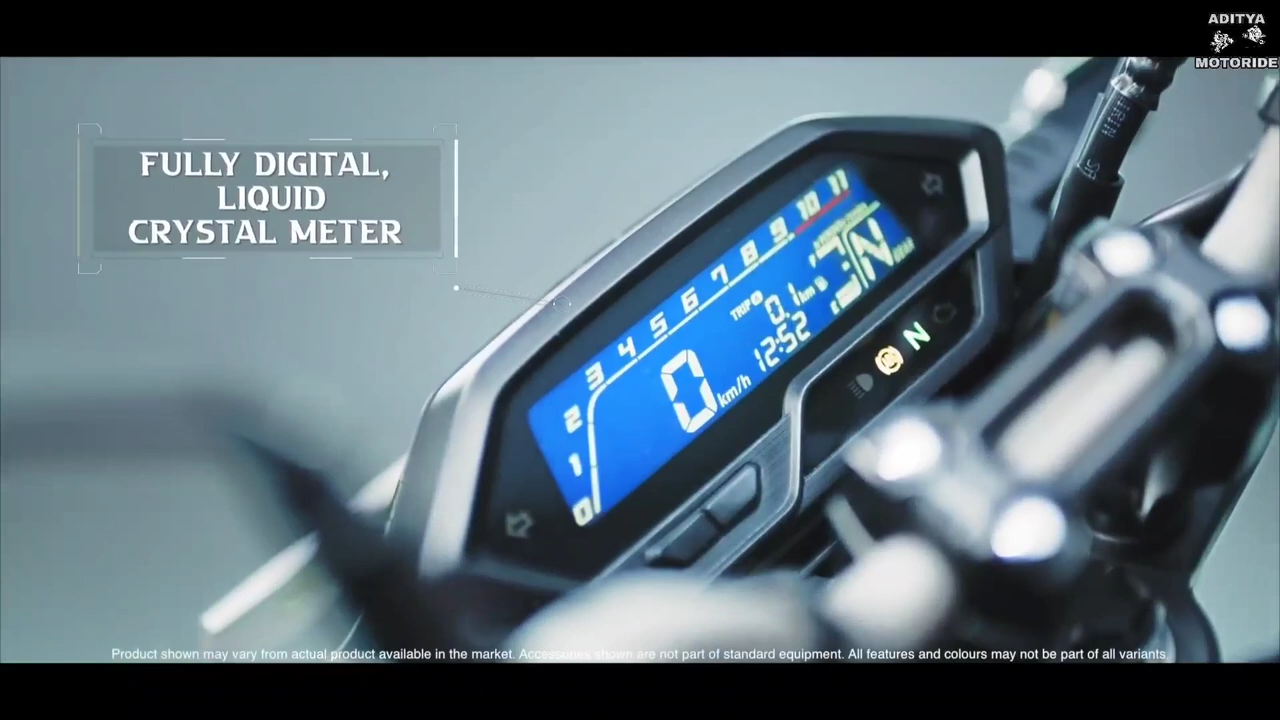 ADITYA
MOTORIDE
FULLY DIGITAL,
LIQUID
CRYSTAL METER
0 1 2 3 4 5 6 7 8 9 10 11
N
GEAR
TRIP
0.1 km
12:52
0 km/h
N
Product shown may vary from actual product available in the market. Accessories shown are not part of standard equipment. All features and colours may not be part of all variants.